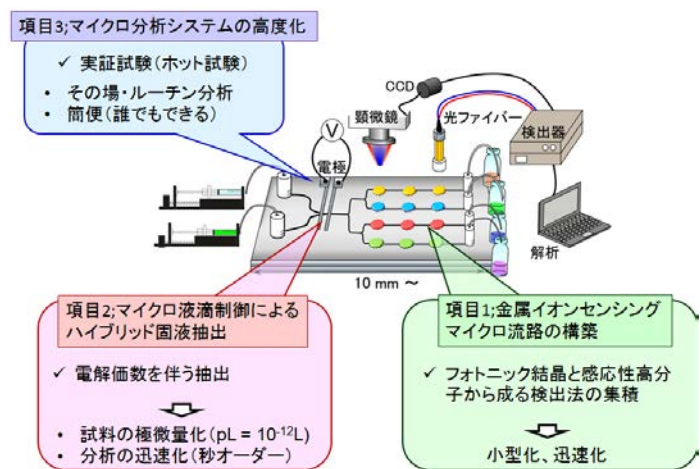 項目3;マイクロ分析システムの高度化
✓ 実証試験(ホット試験)
• その場・ルーチン分析
• 簡便(誰でもできる)
CCD
顕微鏡
光ファイバー
検出器
V
電極
解析
10 mm ~
項目2;マイクロ液滴制御による
ハイブリッド固液抽出
✓ 電解価数を伴う抽出
• 試料の極微量化(pL = 10⁻¹²L)
• 分析の迅速化(秒オーダー)
項目1;金属イオンセンシング
マイクロ流路の構築
✓ フォトニック結晶と感応性高分
子から成る検出法の集積
小型化、迅速化